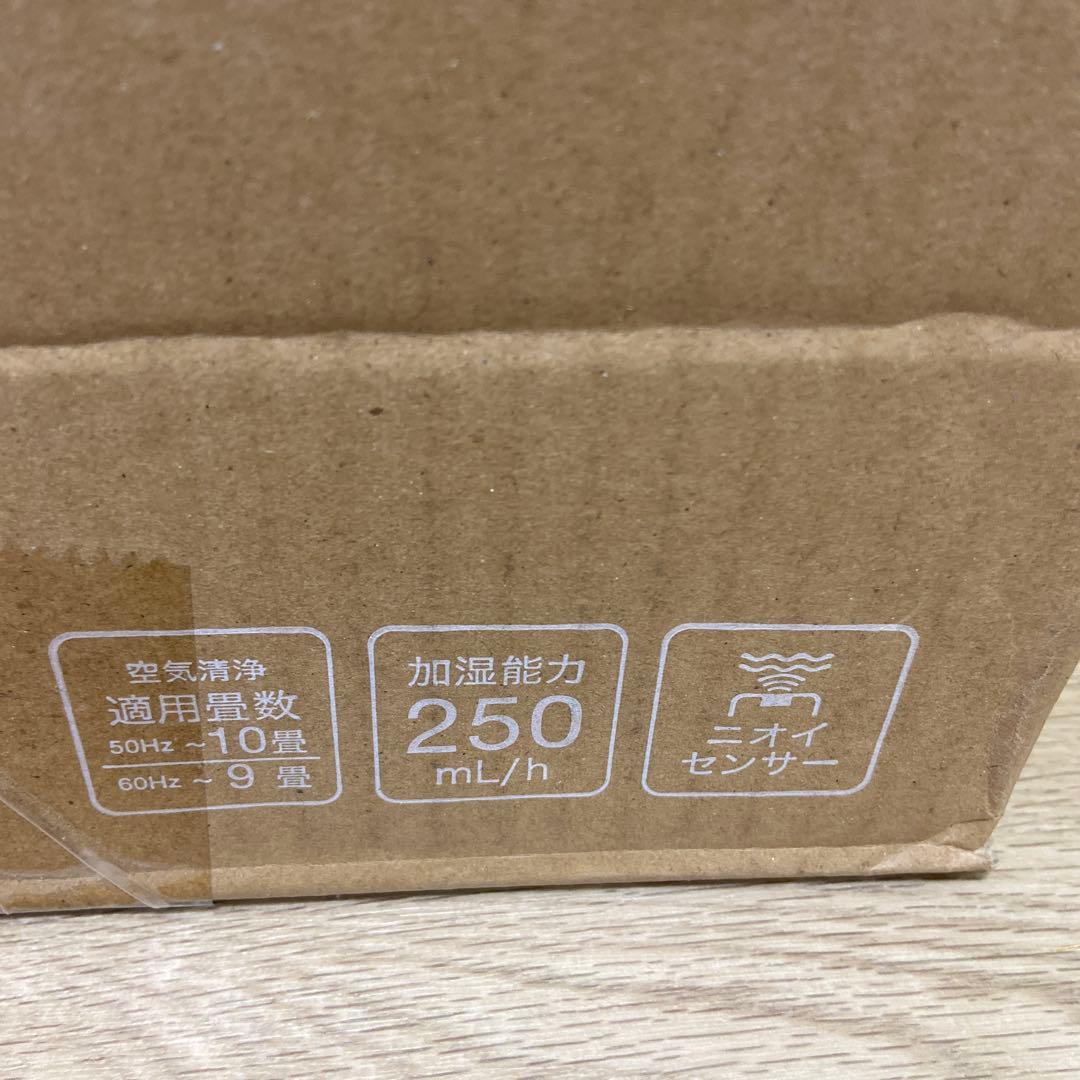 空気清浄
適用畳数
50Hz ~10畳
60Hz ~ 9 畳
加湿能力
250
mL/h
ニオイ
センサー